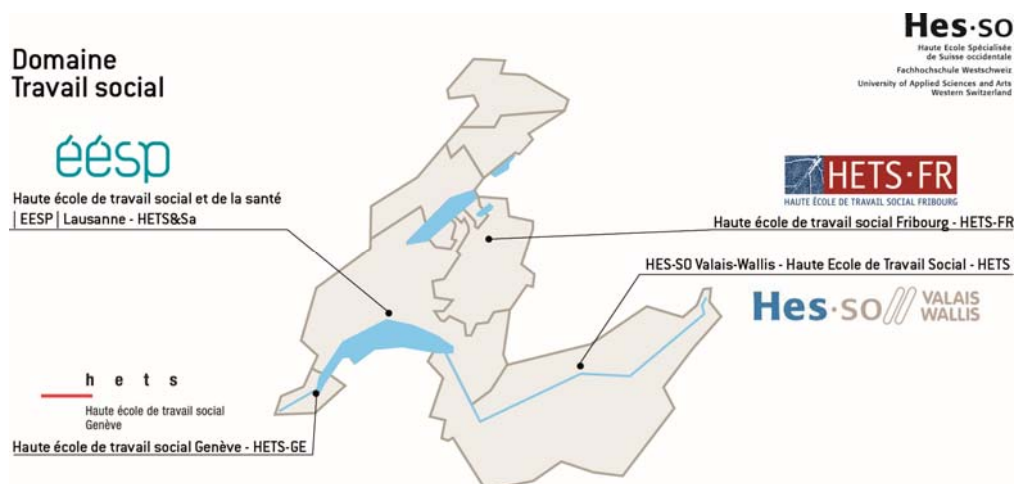 Domaine
Travail social
Hes·so
Haute Ecole Spécialisée
de Suisse occidentale
Fachhochschule Westschweiz
University of Applied Sciences and Arts
Western Switzerland
éésp
Haute école de travail social et de la santé
| EESP | Lausanne - HETS&Sa
HETS·FR
HAUTE ÉCOLE DE TRAVAIL SOCIAL FRIBOURG
Haute école de travail social Fribourg - HETS-FR
HES-SO Valais-Wallis - Haute Ecole de Travail Social - HETS
Hes·so VALAIS
WALLIS
h e t s
Haute école de travail social
Genève
Haute école de travail social Genève - HETS-GE